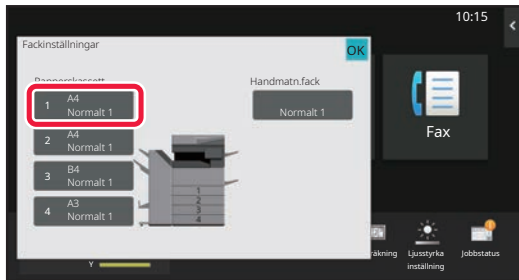 10:15
Fackinställningar
OK
Papperskassett
Handmatn.fack
1
A4
Normalt 1
Normalt 1
2
A4
Normalt 1
3
B4
Normalt 1
4
A3
Normalt 1
1
2
3
4
Fax
Ljusstyrka
inställning
Jobbstatus
Y